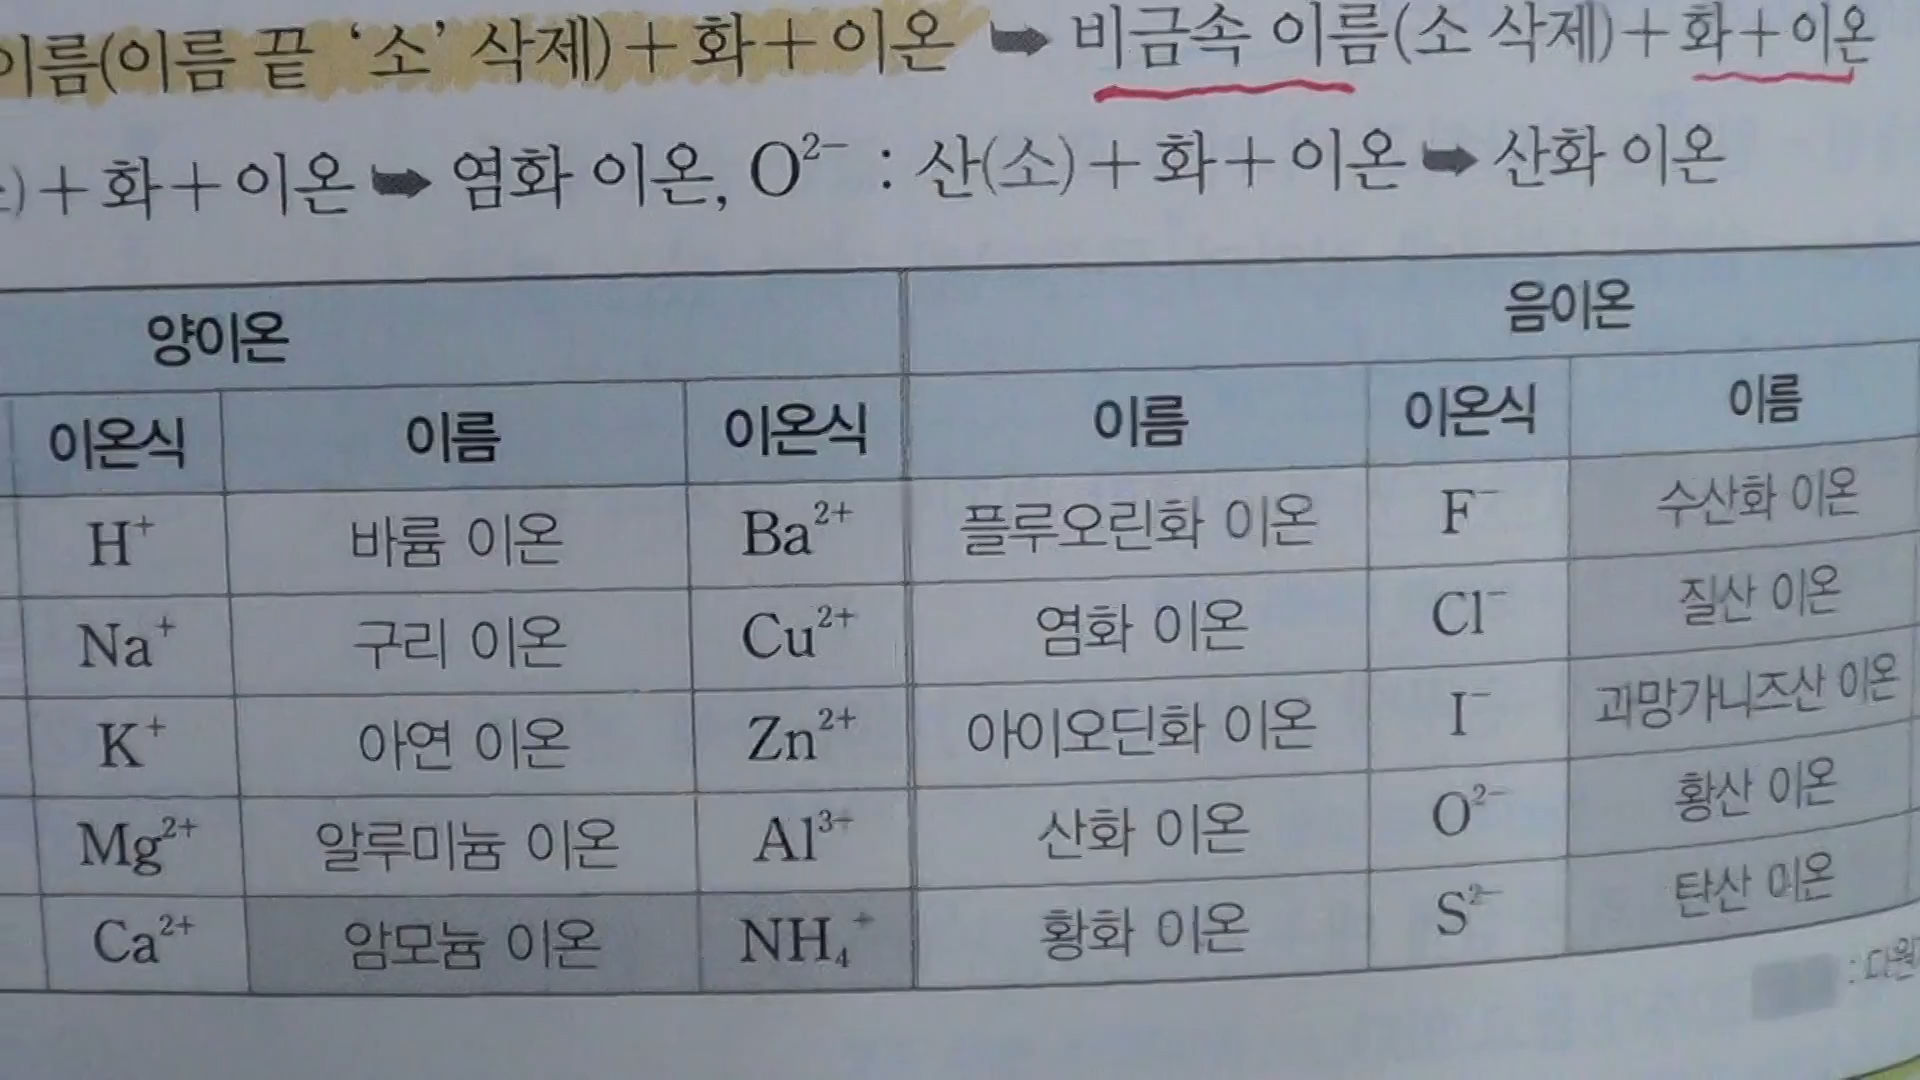 이름(이름 끝 ‘소’ 삭제)+화+이온 ➡ 비금속 이름(소 삭제)+화+이온
)+화+이온 ➡ 염화 이온, O²⁻ : 산(소)+화+이온 ➡ 산화 이온
양이온 음이온
이온식 이름 이온식 이름 이온식 이름
H⁺ 바륨 이온 Ba²⁺ 플루오린화 이온 F⁻ 수산화 이온
Na⁺ 구리 이온 Cu²⁺ 염화 이온 Cl⁻ 질산 이온
K⁺ 아연 이온 Zn²⁺ 아이오딘화 이온 I⁻ 과망가니즈산 이온
Mg²⁺ 알루미늄 이온 Al³⁺ 산화 이온 O²⁻ 황산 이온
Ca²⁺ 암모늄 이온 NH₄⁺ 황화 이온 S²⁻ 탄산 이온
: 다원